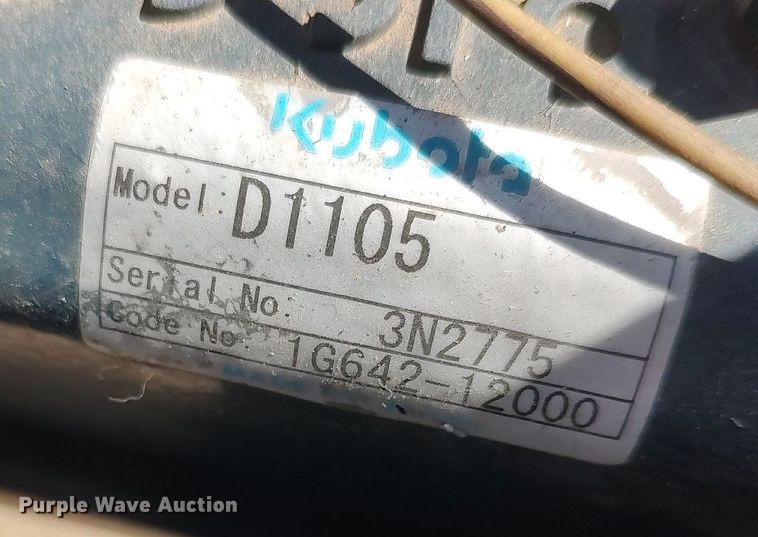 Kubota
Model D1105
Serial No. 3N2775
Code No 1G642-12000
Purple Wave Auction